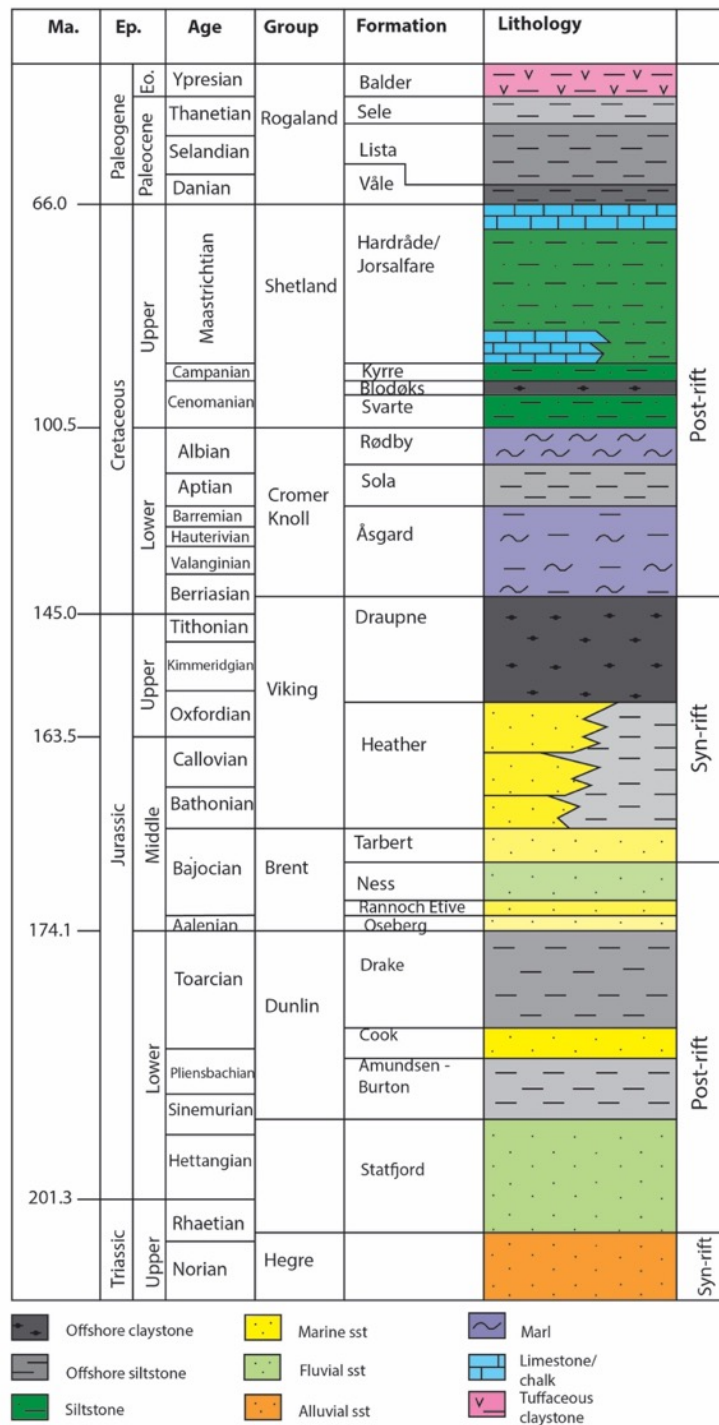 Ma.
Ep.
Age
Group
Formation
Lithology
Paleogene
Eo.
Paleocene
Ypresian
Thanetian
Selandian
Danian
Rogaland
Balder
Sele
Lista
Våle
66.0
Cretaceous
Upper
Maastrichtian
Campanian
Cenomanian
Shetland
Hardråde/
Jorsalfare
Kyrre
Blodøks
Svarte
Post-rift
100.5
Lower
Albian
Aptian
Barremian
Hauterivian
Valanginian
Berriasian
Cromer
Knoll
Rødby
Sola
Åsgard
145.0
Jurassic
Upper
Tithonian
Kimmeridgian
Oxfordian
Viking
Draupne
Heather
Syn-rift
163.5
Middle
Callovian
Bathonian
Bajocian
Aalenian
Brent
Tarbert
Ness
Rannoch Etive
Oseberg
174.1
Lower
Toarcian
Pliensbachian
Sinemurian
Hettangian
Dunlin
Drake
Cook
Amundsen -
Burton
Statfjord
Post-rift
201.3
Triassic
Upper
Rhaetian
Norian
Hegre
Syn-rift
Offshore claystone
Marine sst
Marl
Offshore siltstone
Fluvial sst
Limestone/
chalk
Siltstone
Alluvial sst
Tuffaceous
claystone